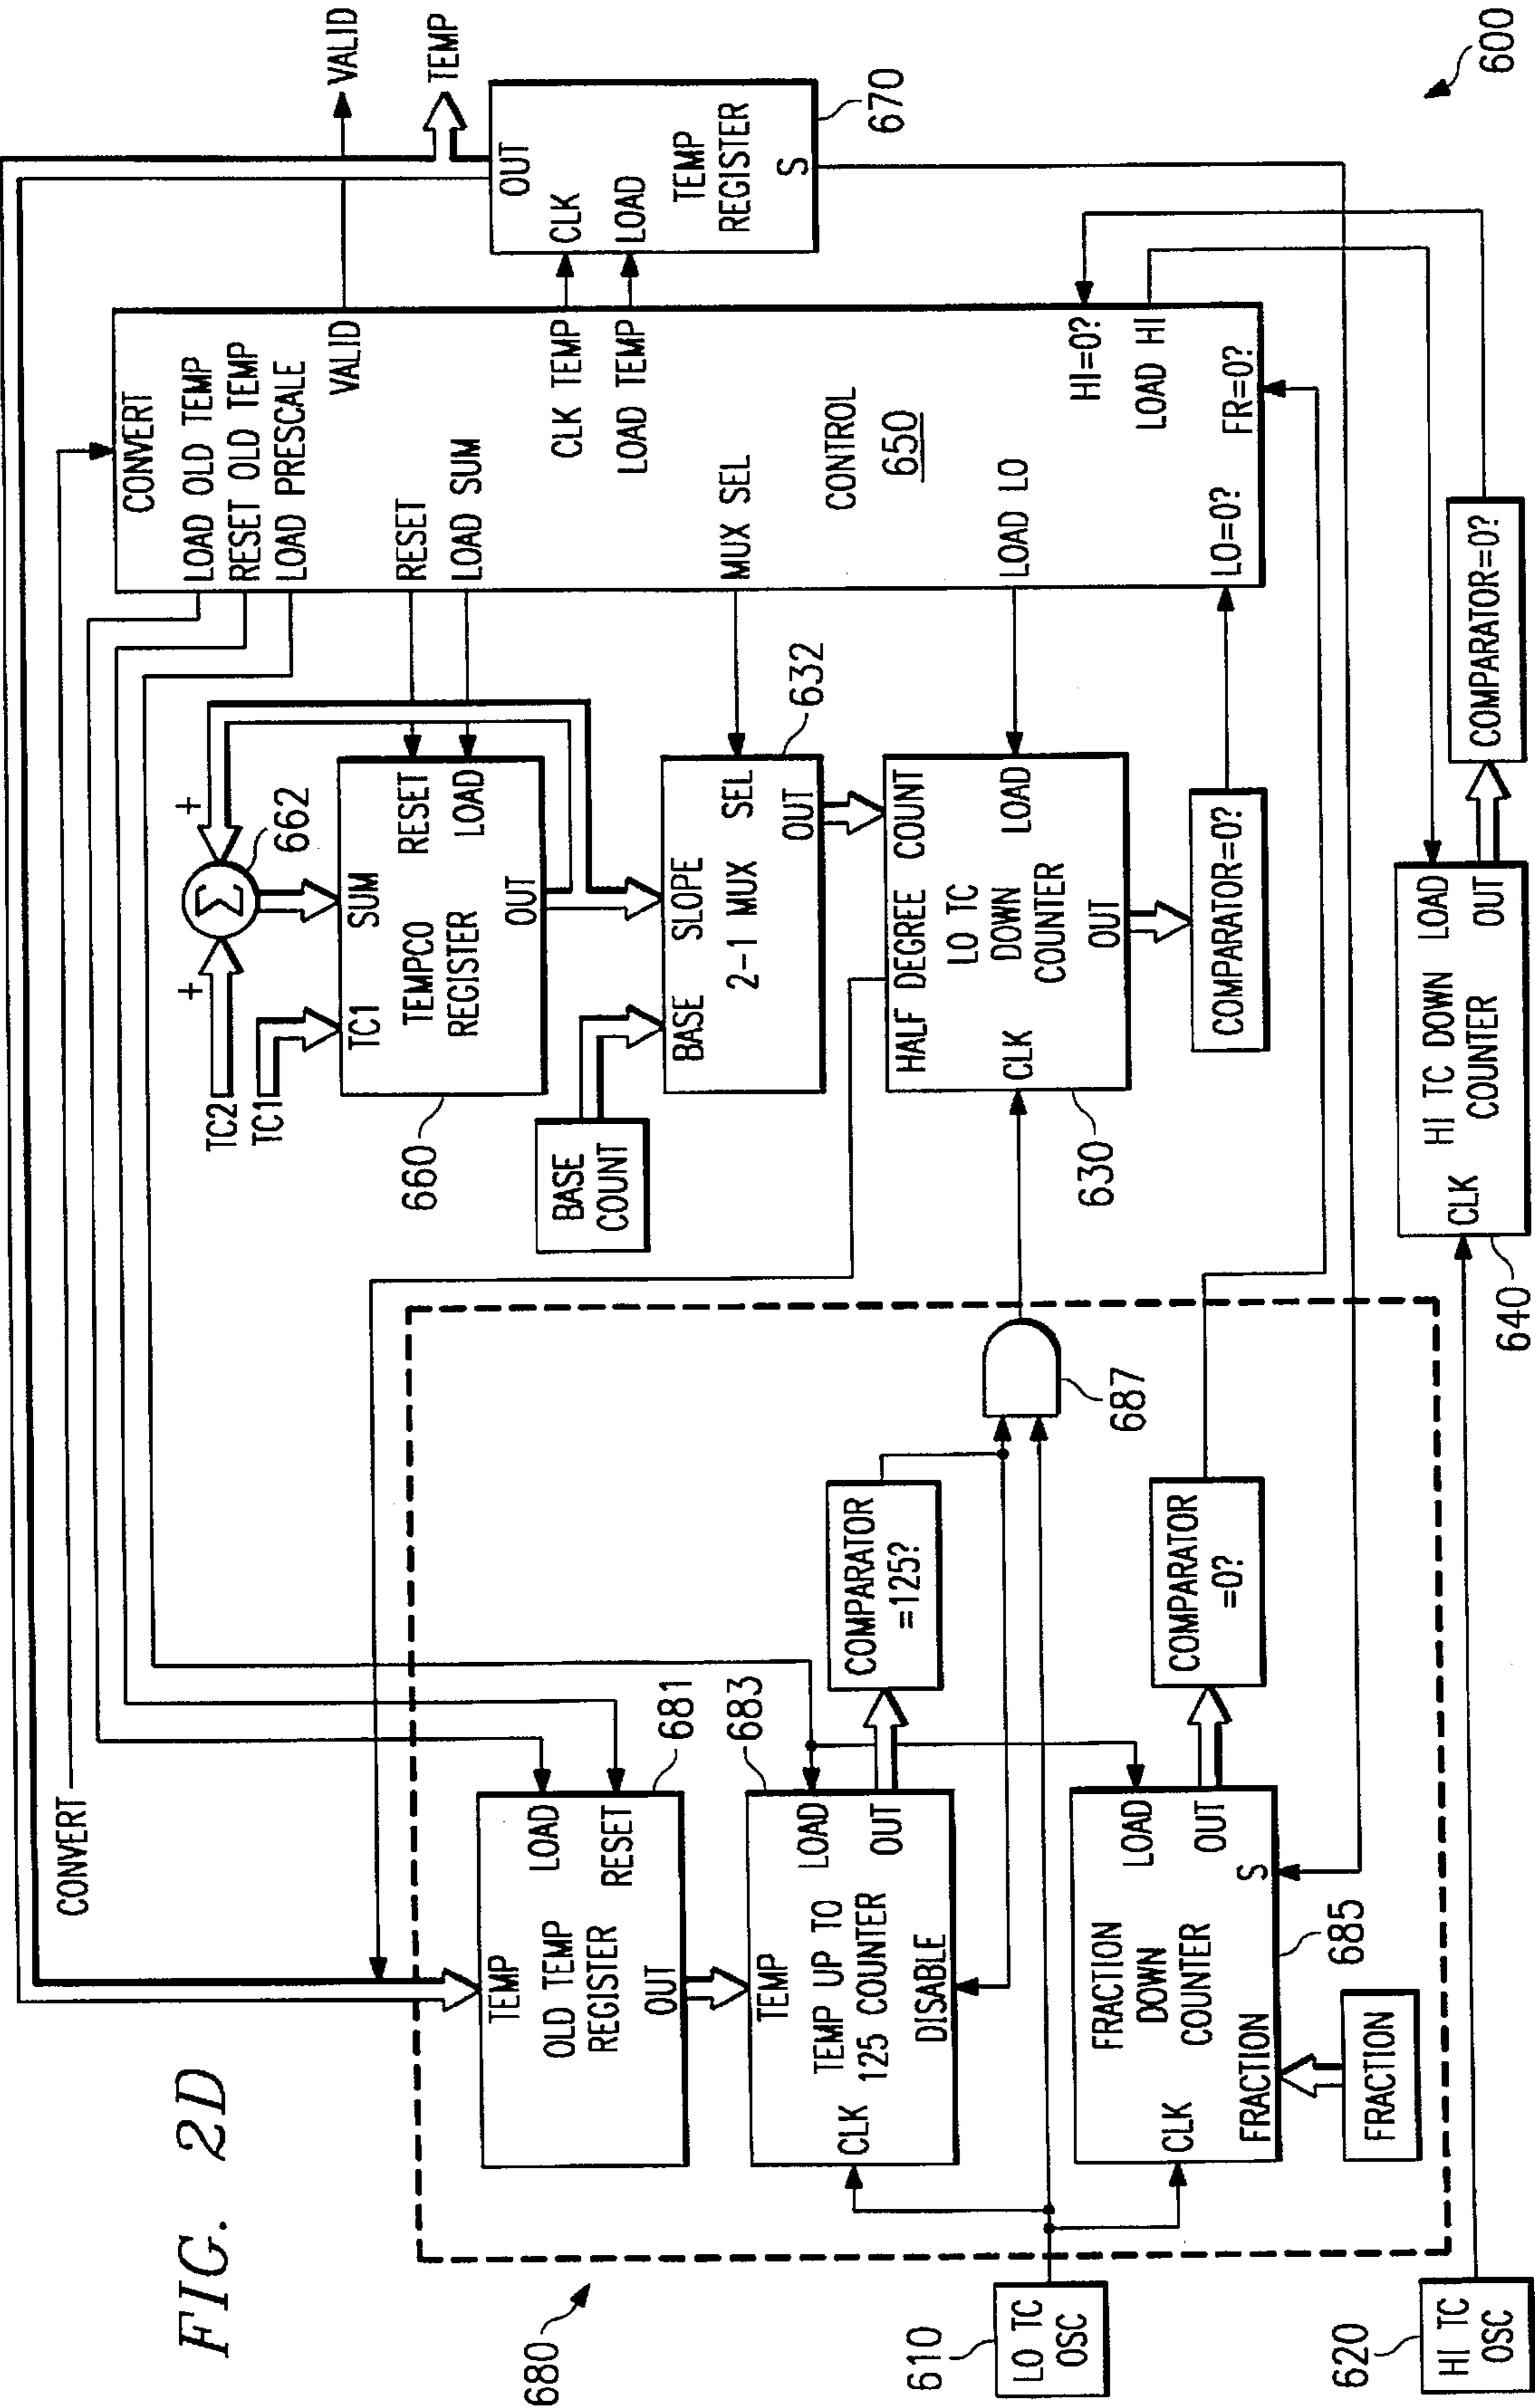 FIG. 2D
CONVERT
680
TEMP
OLD TEMP
REGISTER
LOAD
RESET
OUT
681
TEMP
TEMP UP TO
125 COUNTER
CLK
LOAD
OUT
DISABLE
683
COMPARATOR
=125?
687
FRACTION
DOWN
COUNTER
CLK
FRACTION
LOAD
OUT
S
685
FRACTION
COMPARATOR
=0?
610
LO TC
OSC
620
HI TC
OSC
TC2
TC1
+
+
Σ
662
TC1
SUM
TEMPCO
REGISTER
RESET
LOAD
OUT
660
BASE
COUNT
BASE
SLOPE
2-1 MUX
SEL
OUT
632
HALF DEGREE COUNT
LO TC
DOWN
COUNTER
CLK
LOAD
OUT
630
COMPARATOR=0?
HI TC DOWN
COUNTER
CLK
LOAD
OUT
640
COMPARATOR=0?
CONVERT
LOAD OLD TEMP
RESET OLD TEMP
LOAD PRESCALE
VALID
RESET
LOAD SUM
CLK TEMP
LOAD TEMP
MUX SEL
CONTROL
650
LOAD LO
HI=0?
LOAD HI
LO=0?
FR=0?
OUT
CLK
LOAD
TEMP
REGISTER
S
670
VALID
TEMP
600